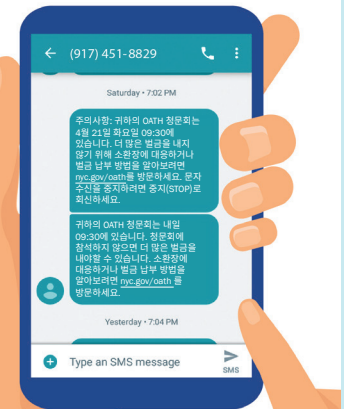 (917) 451-8829
Saturday • 7:02 PM
주의사항: 귀하의 OATH 청문회는
4월 21일 화요일 09:30에
있습니다. 더 많은 벌금을 내지
않기 위해 소환장에 대응하거나
벌금 납부 방법을 알아보려면
nyc.gov/oath를 방문하세요. 문자
수신을 중지하려면 중지(STOP)로
회신하세요.
귀하의 OATH 청문회는 내일
09:30에 있습니다. 청문회에
참석하지 않으면 더 많은 벌금을
내야할 수 있습니다. 소환장에
대응하거나 벌금 납부 방법을
알아보려면 nyc.gov/oath 를
방문하세요.
Yesterday • 7:04 PM
Type an SMS message
SMS